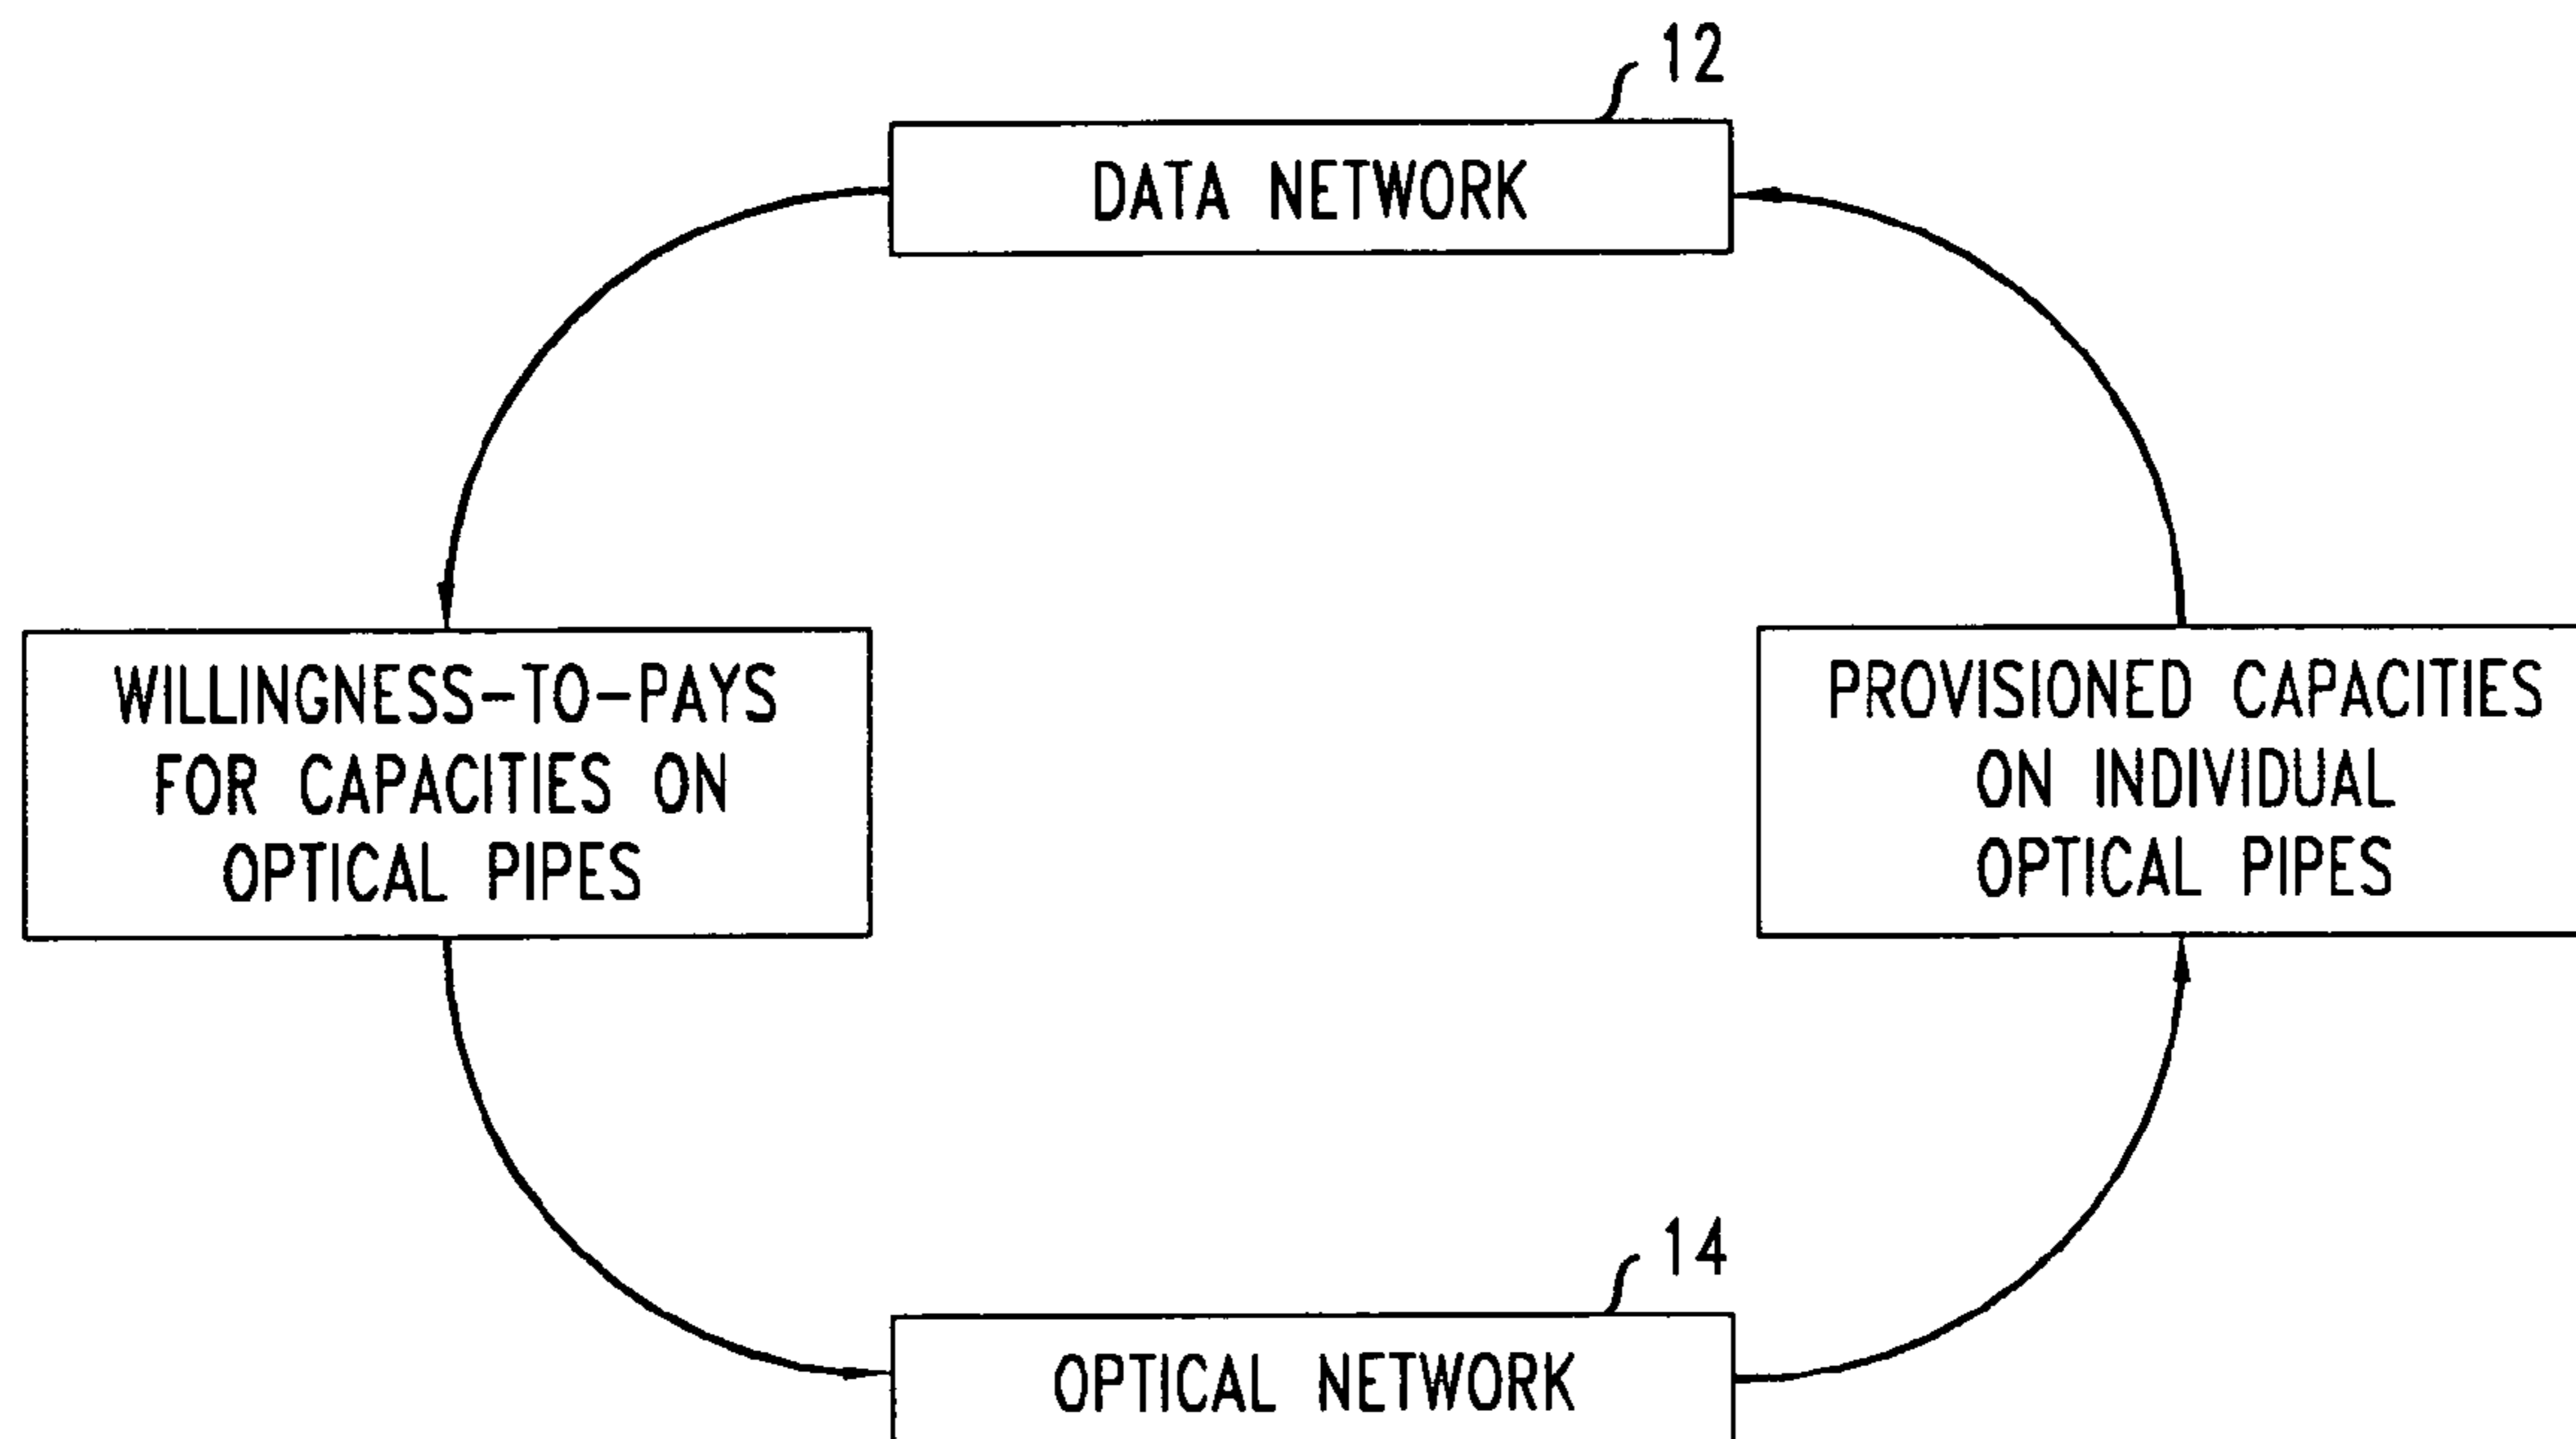 12
DATA NETWORK
WILLINGNESS-TO-PAYS
FOR CAPACITIES ON
OPTICAL PIPES
PROVISIONED CAPACITIES
ON INDIVIDUAL
OPTICAL PIPES
14
OPTICAL NETWORK